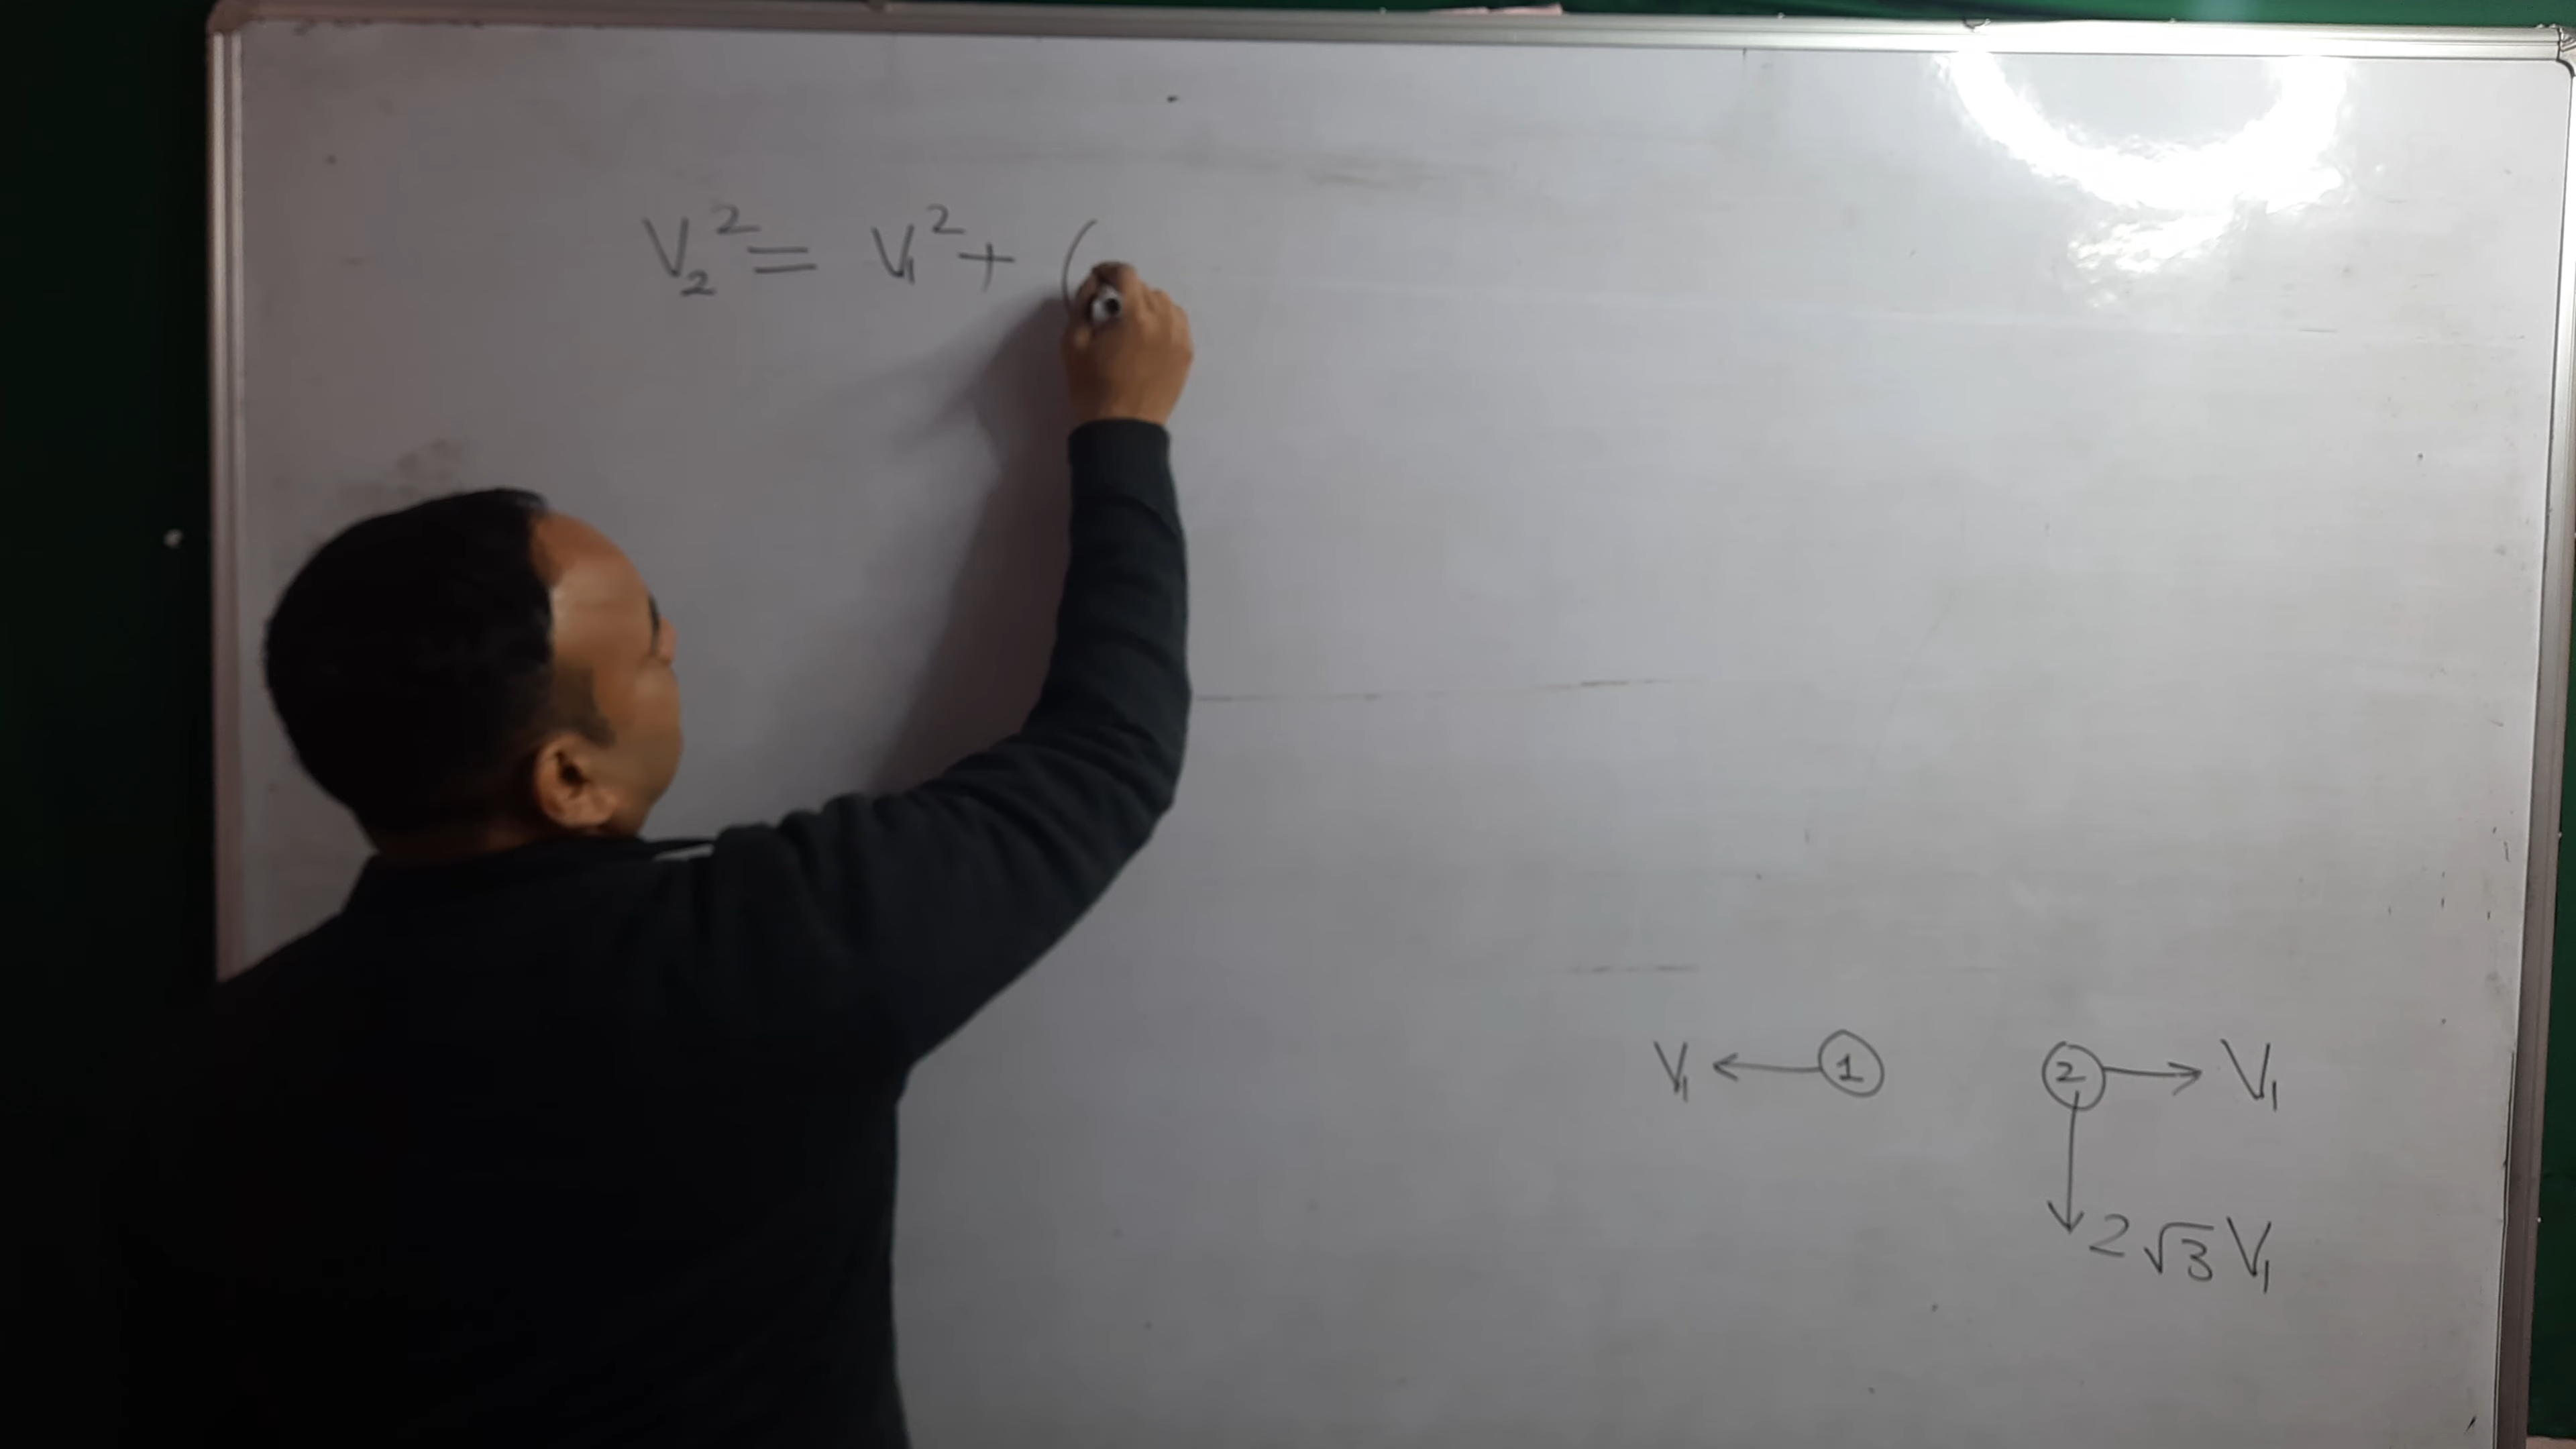 V₂² = V₁² + (
V₁ ← ① ② → V₁
2√3 V₁